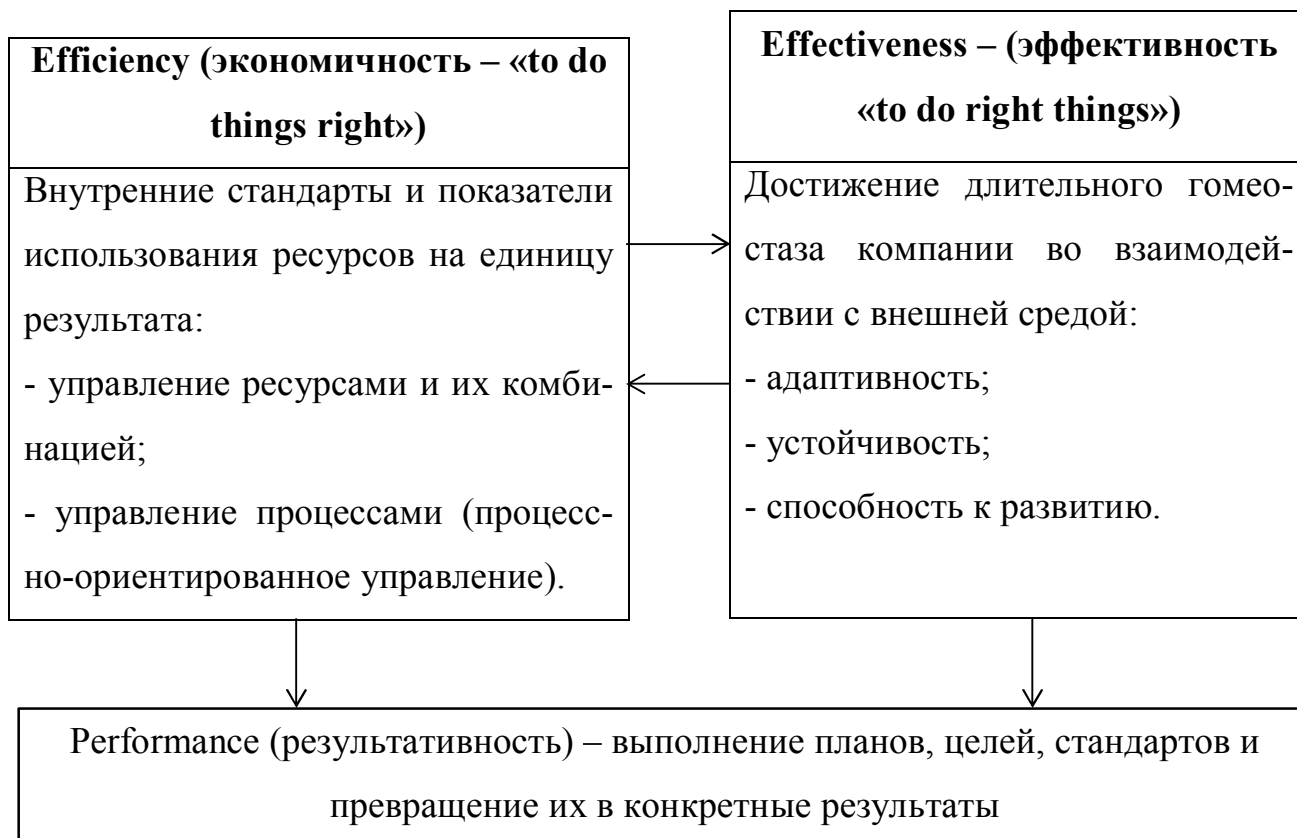 Efficiency (экономичность – «to do
things right»)
Внутренние стандарты и показатели
использования ресурсов на единицу
результата:
- управление ресурсами и их комби-
нацией;
- управление процессами (процесс-
но-ориентированное управление).
Effectiveness – (эффективность
«to do right things»)
Достижение длительного гомео-
стаза компании во взаимодей-
ствии с внешней средой:
- адаптивность;
- устойчивость;
- способность к развитию.
Performance (результативность) – выполнение планов, целей, стандартов и
превращение их в конкретные результаты